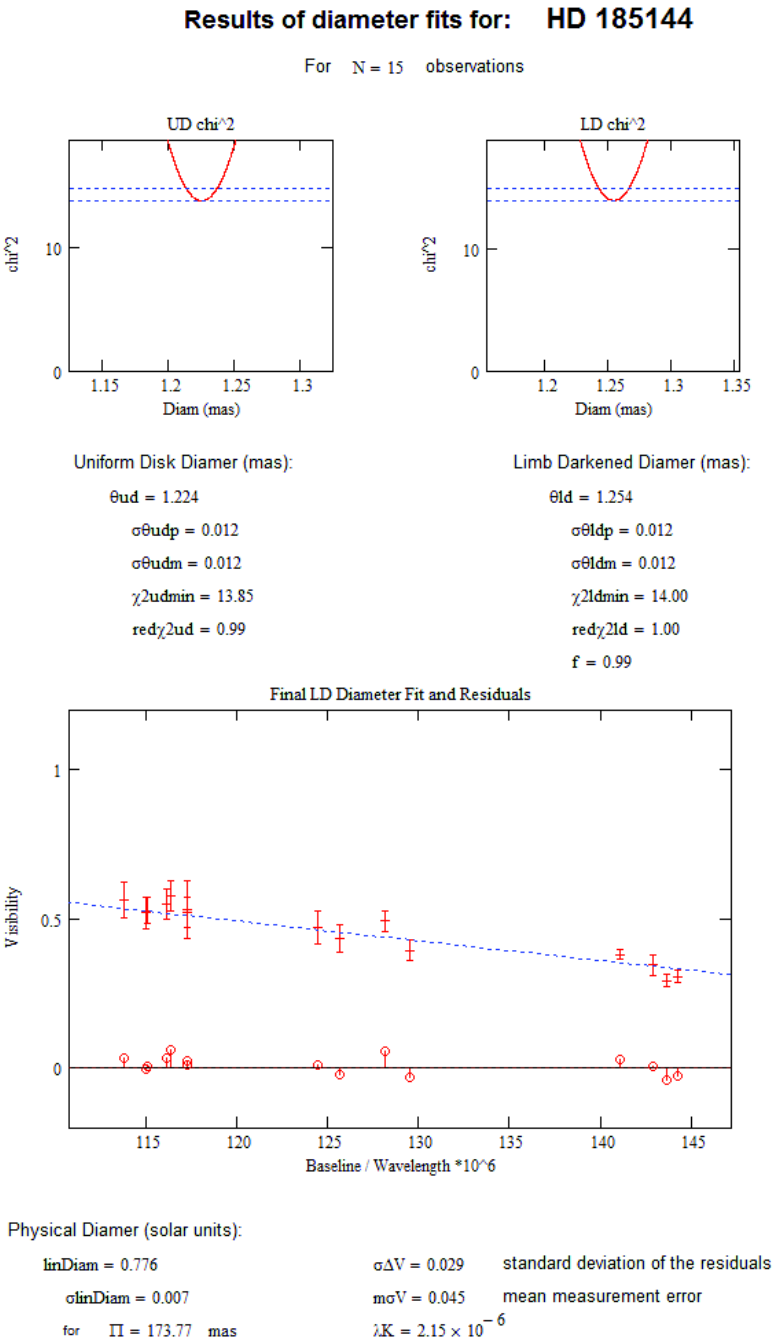 Results of diameter fits for: HD 185144
For N = 15 observations
UD chi^2
LD chi^2
chi^2
10
0
1.15 1.2 1.25 1.3
Diam (mas)
chi^2
10
0
1.2 1.25 1.3 1.35
Diam (mas)
Uniform Disk Diamer (mas):
θud = 1.224
σθudp = 0.012
σθudm = 0.012
χ2udmin = 13.85
redχ2ud = 0.99
Limb Darkened Diamer (mas):
θld = 1.254
σθldp = 0.012
σθldm = 0.012
χ2ldmin = 14.00
redχ2ld = 1.00
f = 0.99
Final LD Diameter Fit and Residuals
Visibility
1
0.5
0
115 120 125 130 135 140 145
Baseline / Wavelength *10^6
Physical Diamer (solar units):
linDiam = 0.776
σlinDiam = 0.007
for Π = 173.77 mas
σΔV = 0.029 standard deviation of the residuals
mσV = 0.045 mean measurement error
λK = 2.15 × 10⁻⁶